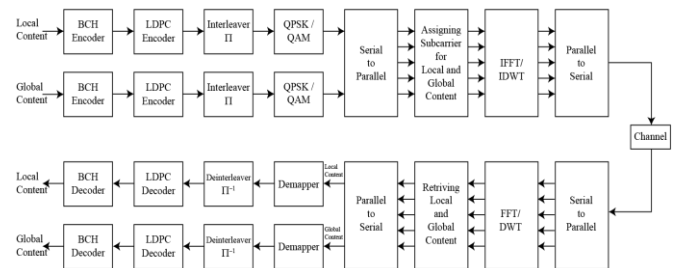 Local
Content
BCH
Encoder
LDPC
Encoder
Interleaver
Π
QPSK /
QAM
Global
Content
BCH
Encoder
LDPC
Encoder
Interleaver
Π
QPSK /
QAM
Serial
to
Parallel
Assigning
Subcarrier
for
Local and
Global
Content
IFFT/
IDWT
Parallel
to
Serial
Channel
Local
Content
BCH
Decoder
LDPC
Decoder
Deinterleaver
Π⁻¹
Demapper
Local
Content
Global
Content
BCH
Decoder
LDPC
Decoder
Deinterleaver
Π⁻¹
Demapper
Global
Content
Parallel
to
Serial
Retriving
Local
and
Global
Content
FFT/
DWT
Serial
to
Parallel